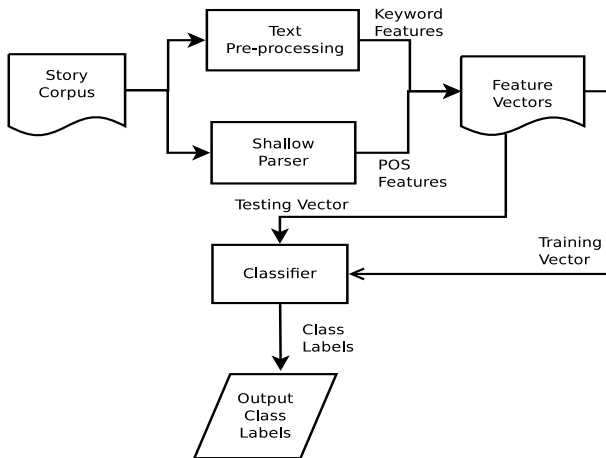 Keyword
Features
Text
Pre-processing
Story
Corpus
Feature
Vectors
Shallow
Parser
POS
Features
Testing Vector
Training
Vector
Classifier
Class
Labels
Output
Class
Labels